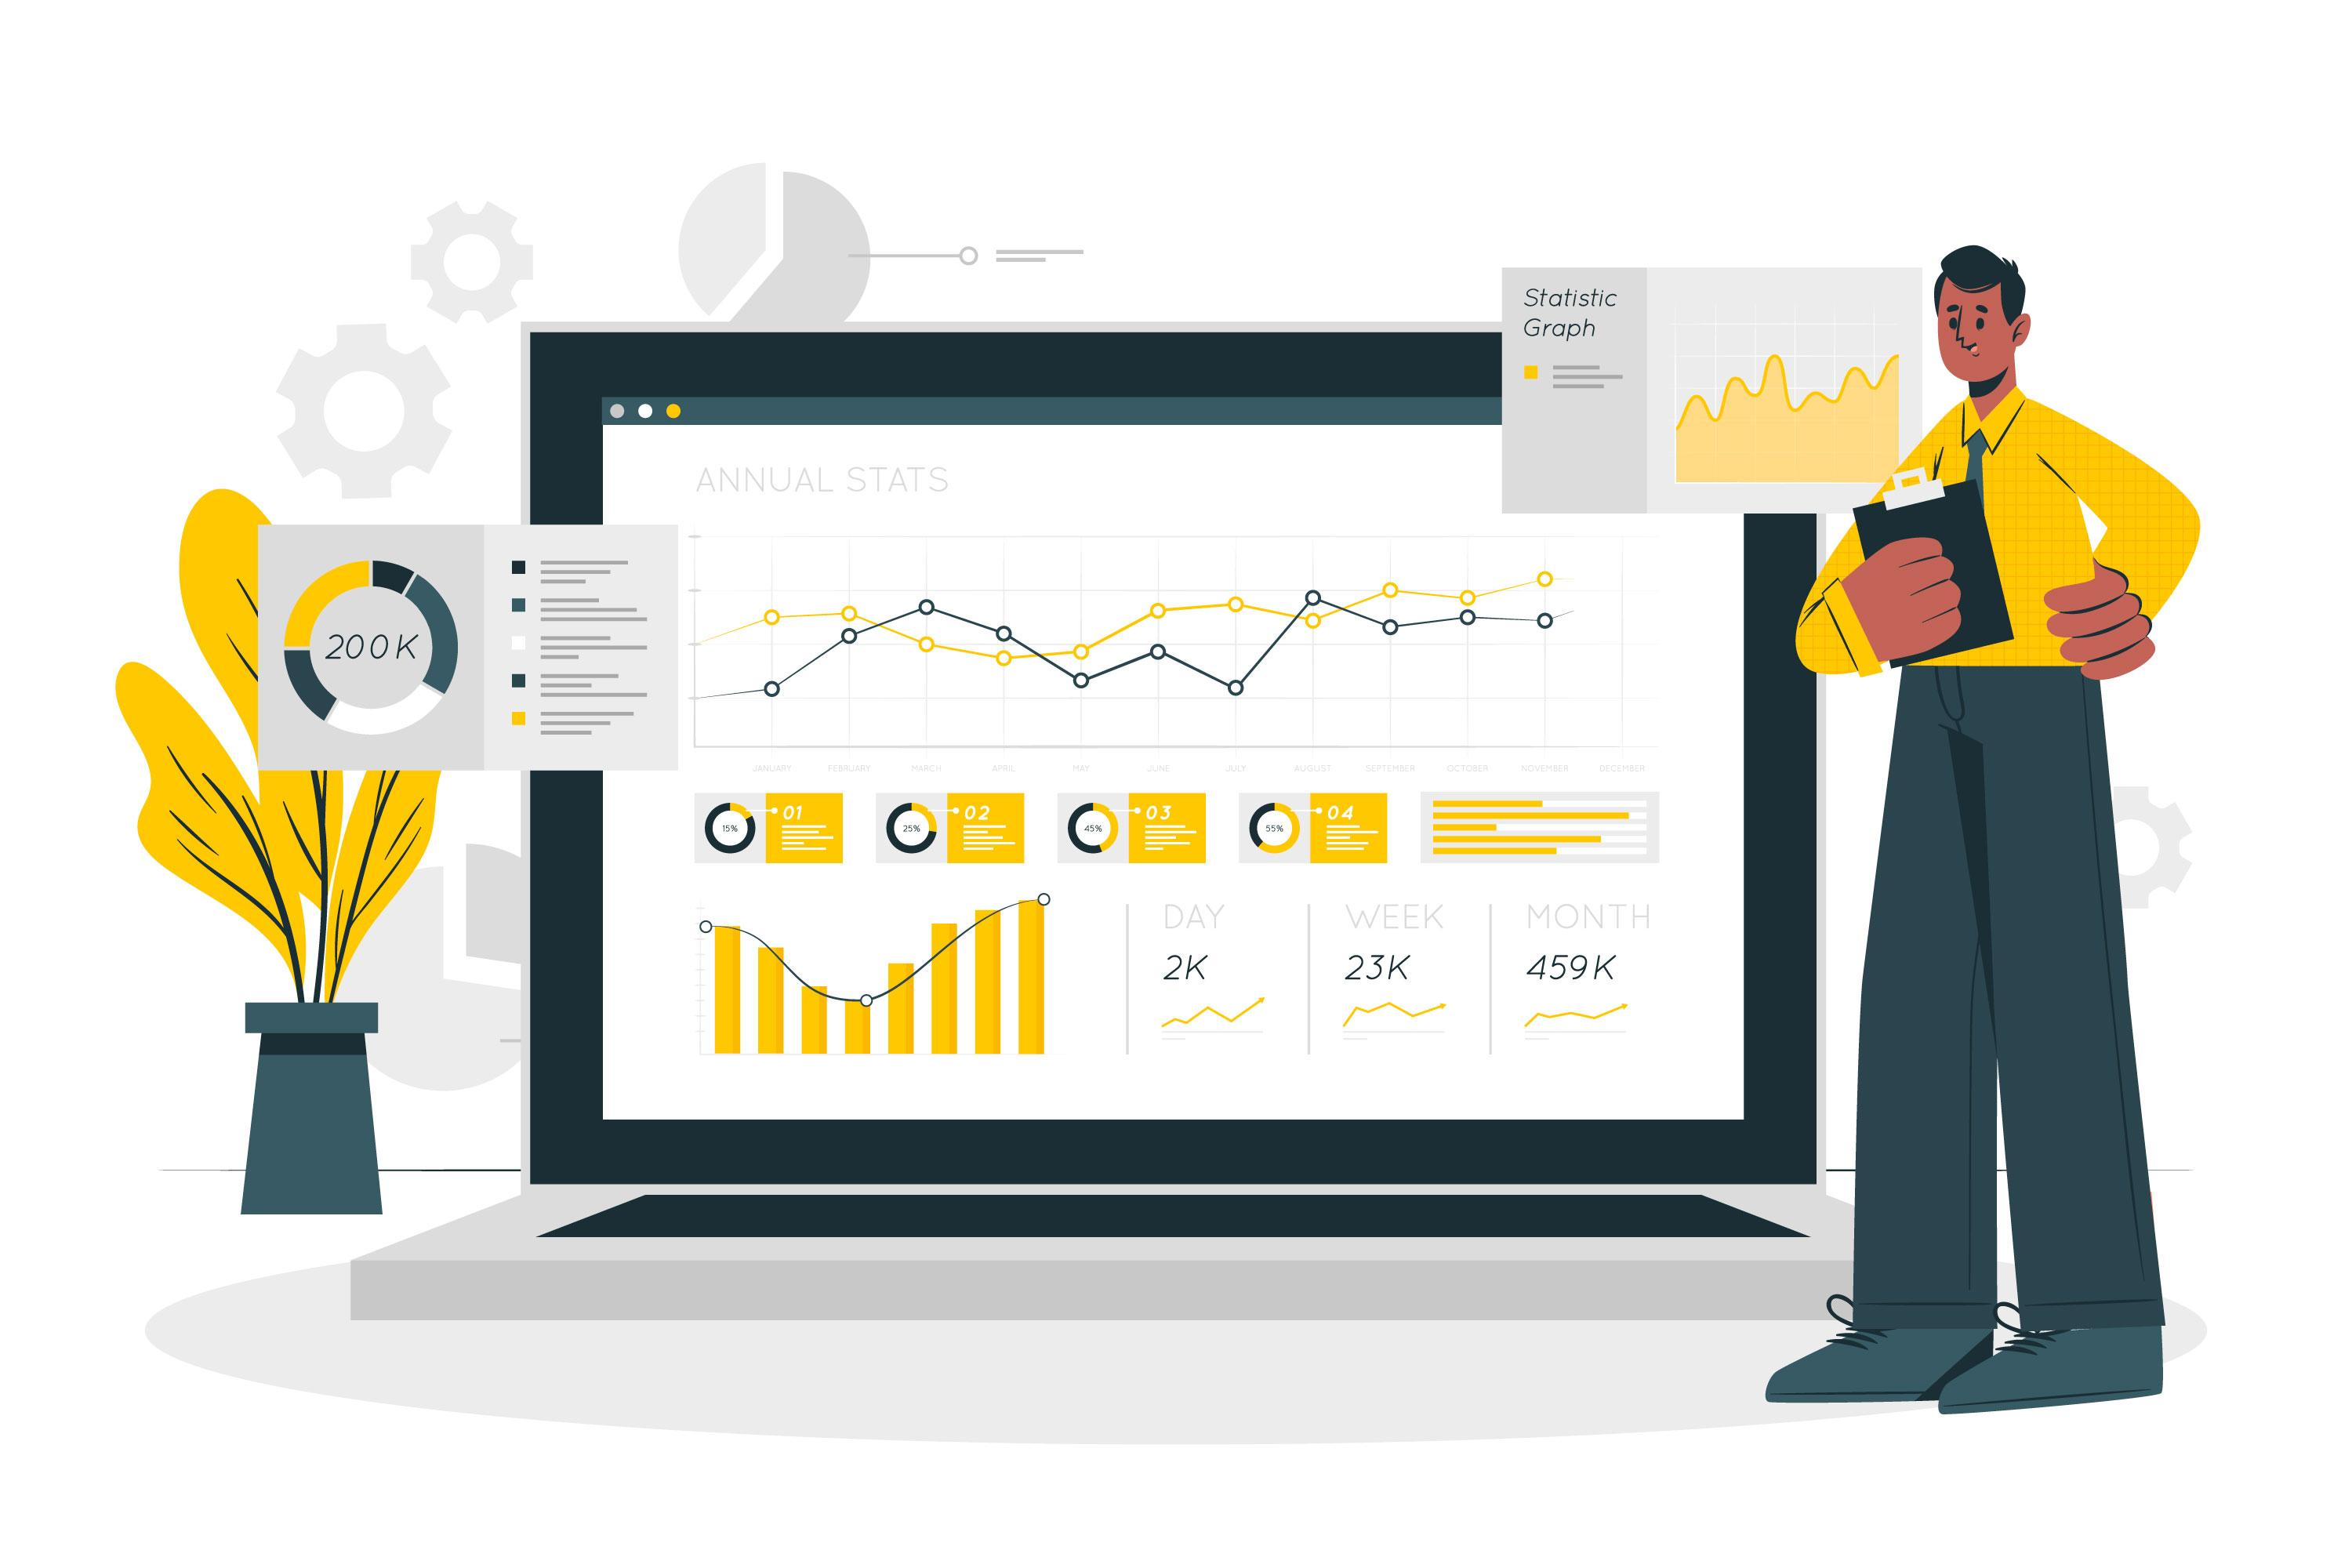 Statistic
Graph
ANNUAL STATS
200K
JANUARY FEBRUARY MARCH APRIL MAY JUNE JULY AUGUST SEPTEMBER OCTOBER NOVEMBER DECEMBER
15% 01 25% 02 45% 03 55% 04
DAY WEEK MONTH
2K 23K 459K